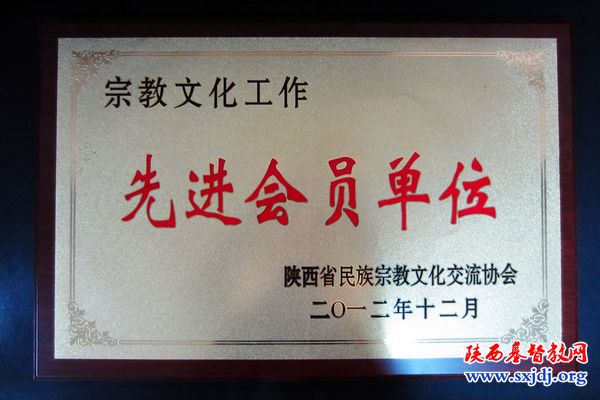 宗教文化工作
先进会员单位
陕西省民族宗教文化交流协会
二〇一二年十二月
陕西基督教网
www.sxjdj.org